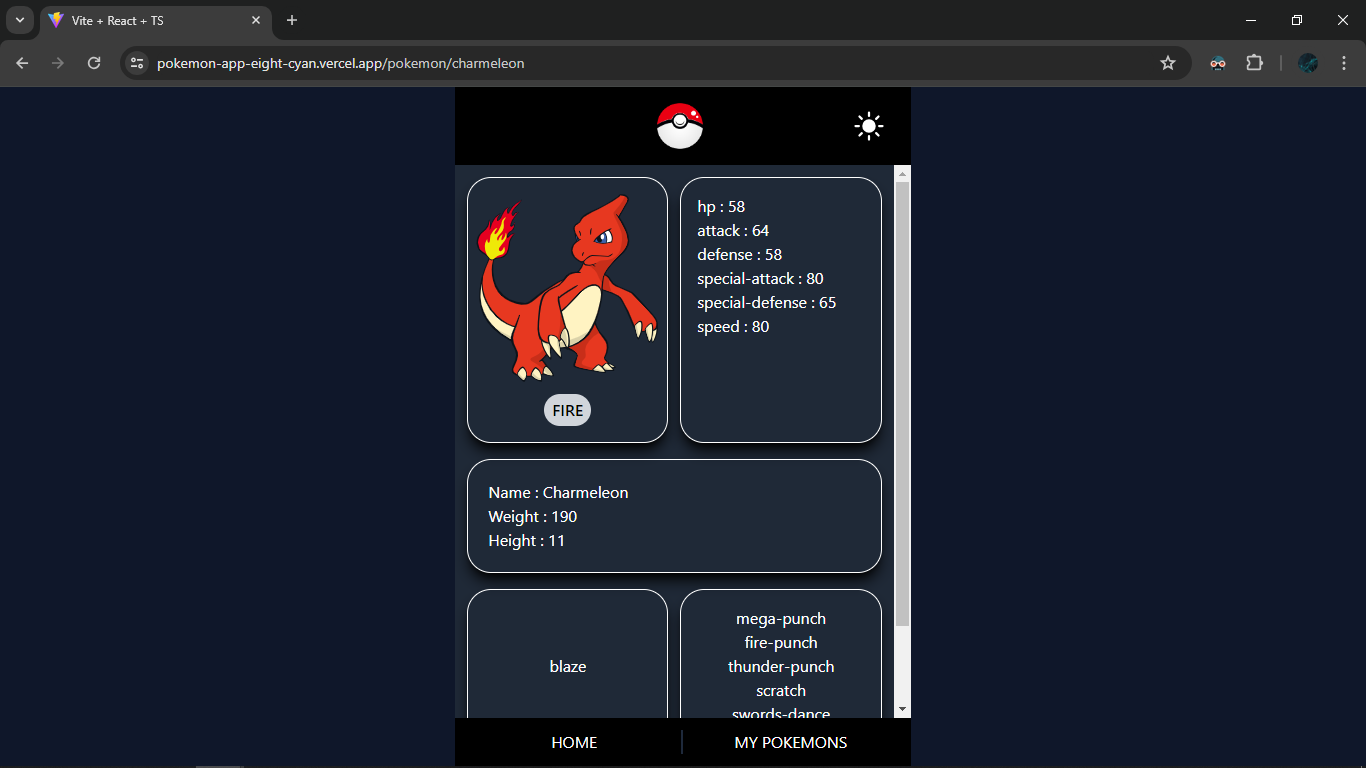 Vite + React + TS
pokemon-app-eight-cyan.vercel.app/pokemon/charmeleon
FIRE
hp : 58
attack : 64
defense : 58
special-attack : 80
special-defense : 65
speed : 80
Name : Charmeleon
Weight : 190
Height : 11
blaze
mega-punch
fire-punch
thunder-punch
scratch
swords-dance
HOME
MY POKEMONS